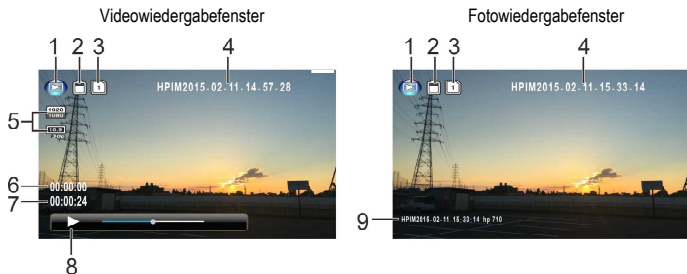 Videowiedergabefenster
Fotowiedergabefenster
1 2 3 4
1 2 3 4
HPIM2015-02-11-14-57-28
HPIM2015-02-11-15-33-14
1
1
5
6
00:00:00
7
00:00:24
8
9
HPIM2015-02-11 15:33:14 hp 710